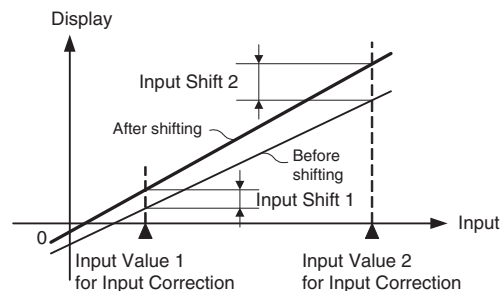 Display
Input Shift 2
After shifting
Before
shifting
Input Shift 1
0
Input
Input Value 1
for Input Correction
Input Value 2
for Input Correction